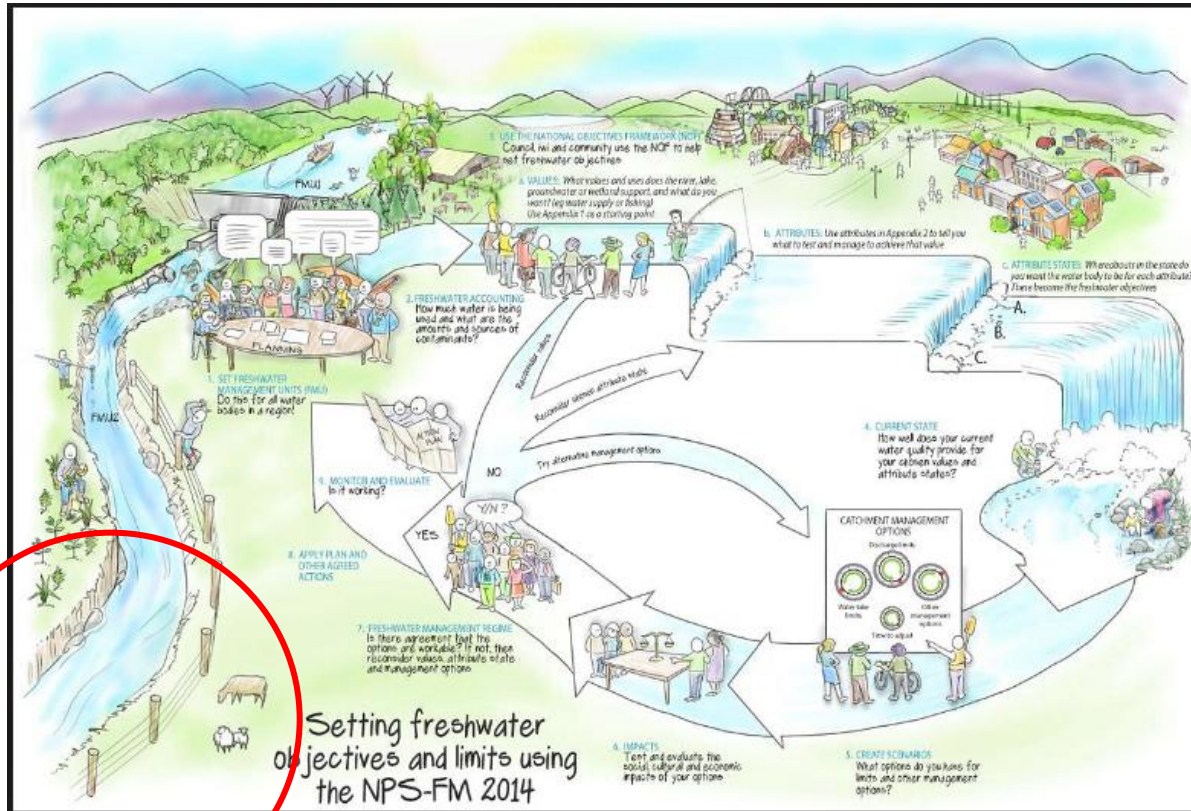 FMU1
PLANNING
FMU2
1. SET FRESHWATER
MANAGEMENT UNITS (FMU)
Do this for all water
bodies in a region!
2. FRESHWATER ACCOUNTING
How much water is being
used and what are the
amounts and sources of
contaminants?
3. USE THE NATIONAL OBJECTIVES FRAMEWORK (NOF)
Council, iwi and community use the NOF to help
set freshwater objectives
a. VALUES: What values and uses does the river, lake,
groundwater or wetland support, and what do you
want? (eg water supply or fishing)
Use Appendix 1 as a starting point
b. ATTRIBUTES: Use attributes in Appendix 2 to tell you
what to test and manage to achieve that value
c. ATTRIBUTE STATES: Whereabouts in the state do
you want the water body to be for each attribute?
These become the freshwater objectives
A.
B.
C.
4. CURRENT STATE
How well does your current
water quality provide for
your chosen values and
attribute states?
CATCHMENT MANAGEMENT
OPTIONS
Discharge limits
Water take
limits
Other
management
options
Time to adjust
5. CREATE SCENARIOS
What options do you have for
limits and other management
options?
6. IMPACTS
Test and evaluate the
social, cultural and economic
impacts of your options
7. FRESHWATER MANAGEMENT REGIME
Is there agreement that the
options are workable? If not, then
reconsider values, attribute state
and management options
Y/N?
YES
NO
Reconsider values
Reconsider chosen attribute state
Try alternative management options
8. APPLY PLAN AND
OTHER AGREED
ACTIONS
9. MONITOR AND EVALUATE
Is it working?
ACTION
PLAN
Setting freshwater
objectives and limits using
the NPS-FM 2014